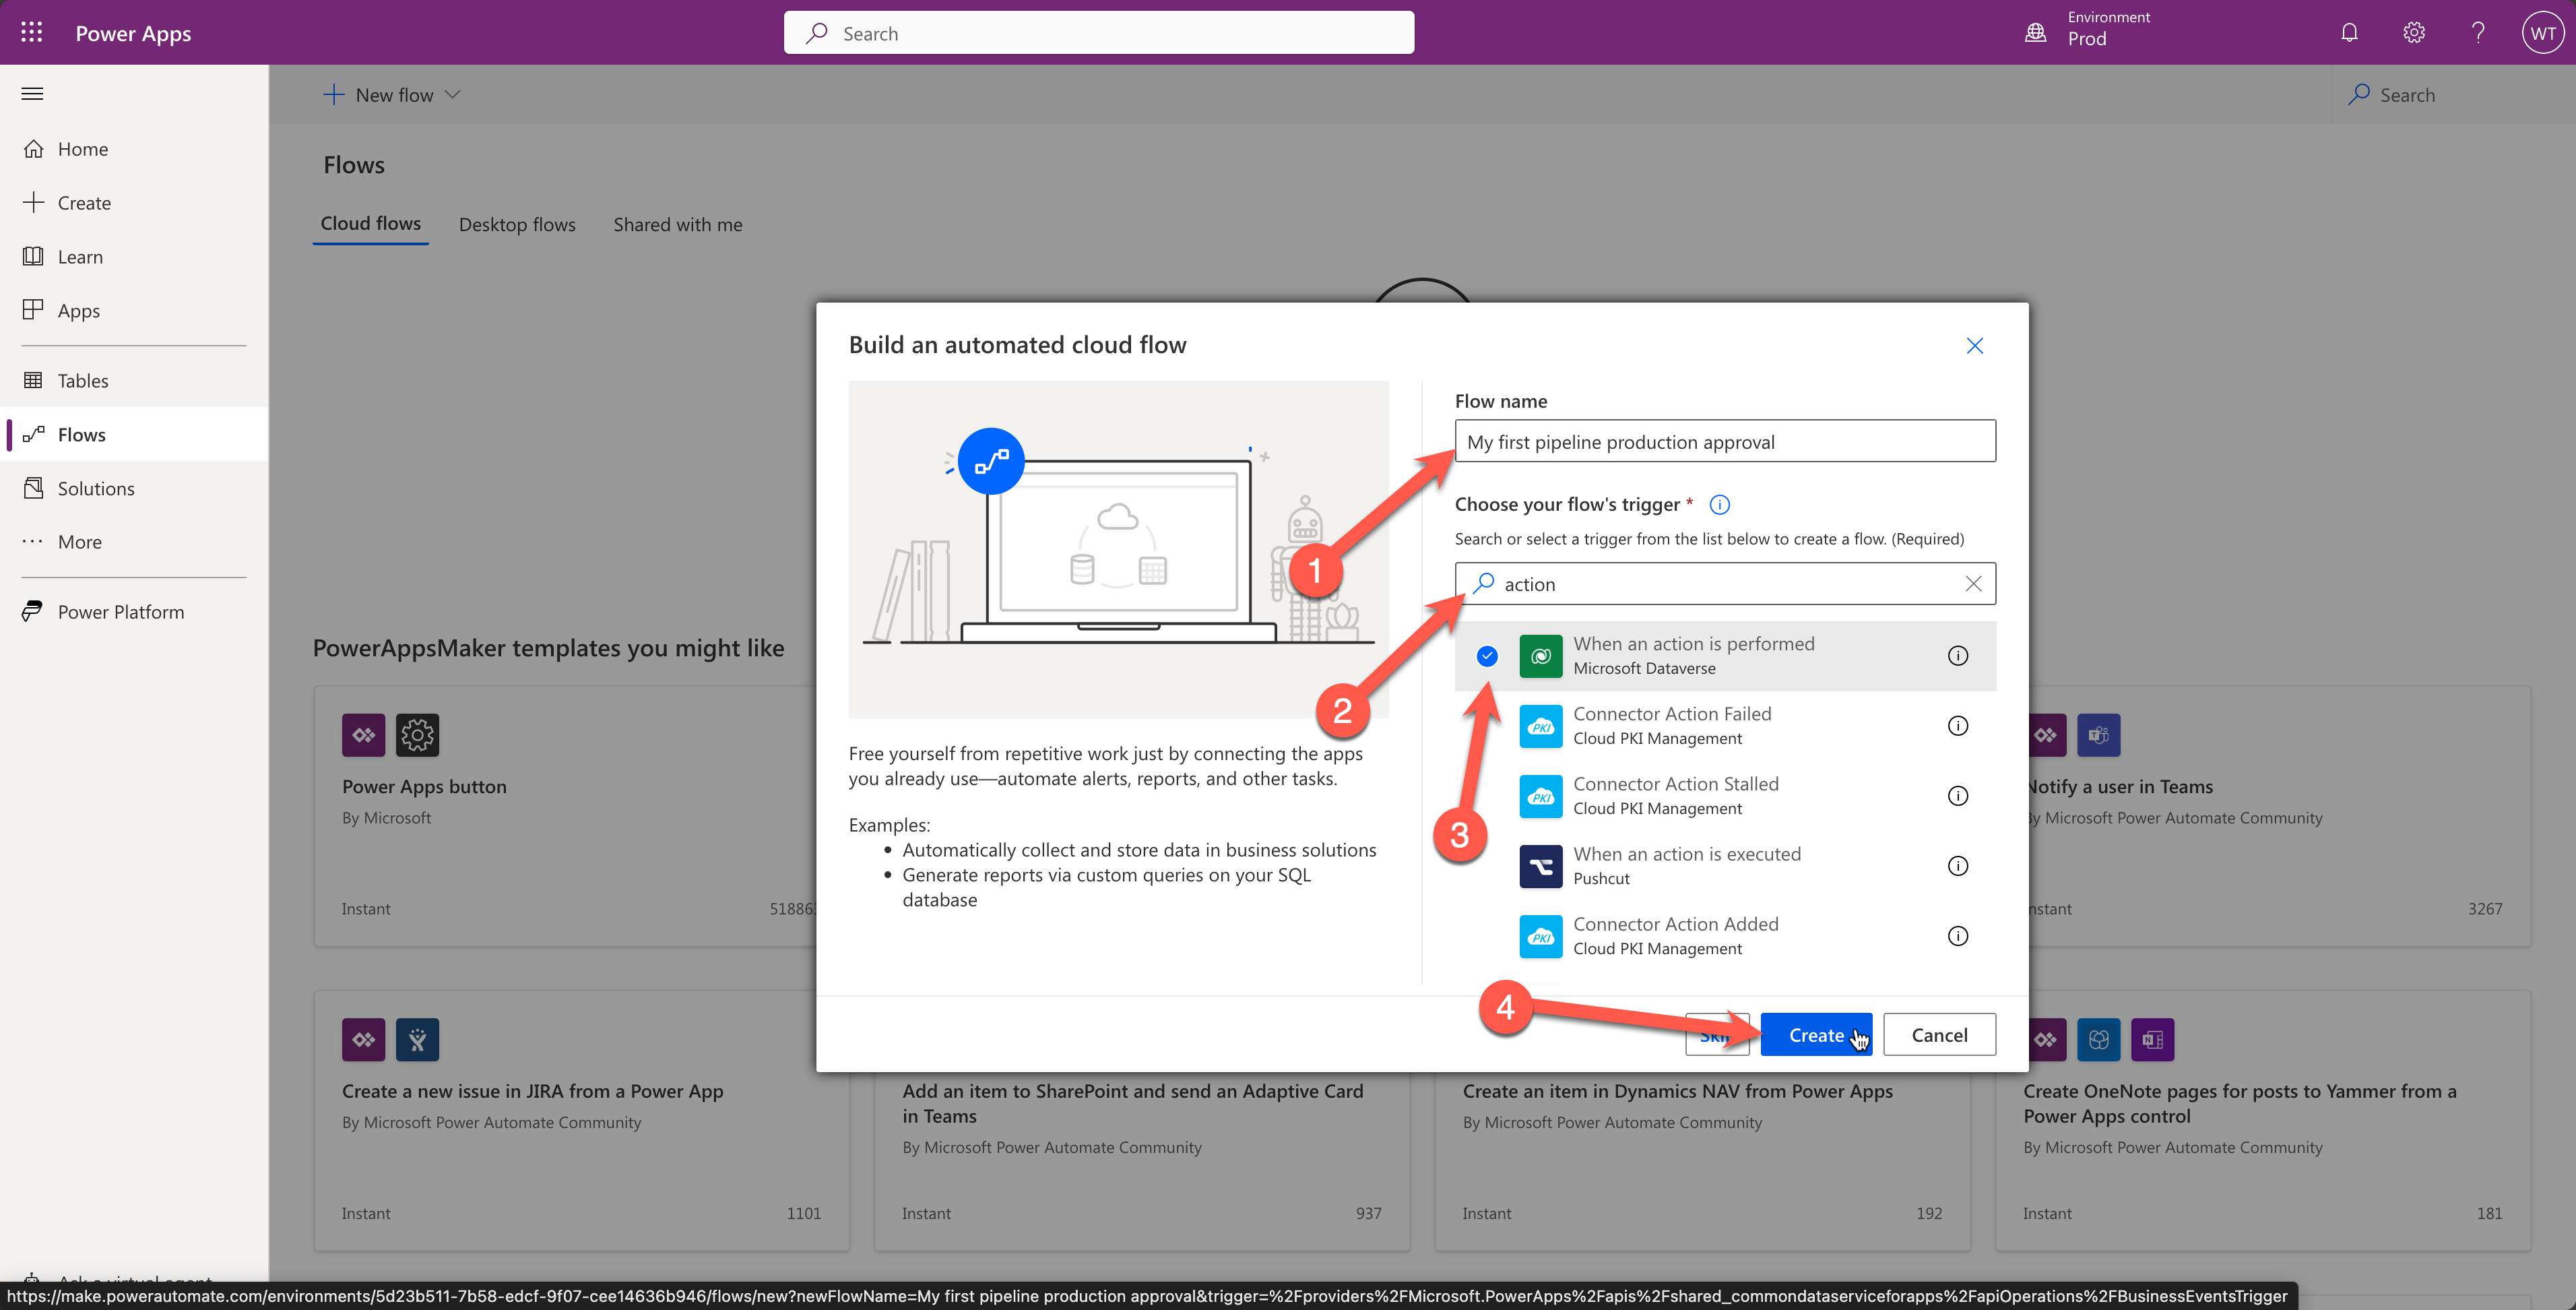 Power Apps
Search
Environment
Prod
WT
New flow
Search
Home
Create
Learn
Apps
Tables
Flows
Solutions
More
Power Platform
Flows
Cloud flows
Desktop flows
Shared with me
Build an automated cloud flow
Free yourself from repetitive work just by connecting the apps
you already use—automate alerts, reports, and other tasks.
Examples:
Automatically collect and store data in business solutions
Generate reports via custom queries on your SQL
database
Flow name
My first pipeline production approval
1
Choose your flow's trigger *
Search or select a trigger from the list below to create a flow. (Required)
action
2
When an action is performed
Microsoft Dataverse
3
PKI
Connector Action Failed
Cloud PKI Management
PKI
Connector Action Stalled
Cloud PKI Management
When an action is executed
Pushcut
PKI
Connector Action Added
Cloud PKI Management
4
Create
Cancel
PowerAppsMaker templates you might like
Power Apps button
By Microsoft
Instant
Notify a user in Teams
By Microsoft Power Automate Community
Instant
3267
Create a new issue in JIRA from a Power App
By Microsoft Power Automate Community
Instant
1101
Add an item to SharePoint and send an Adaptive Card
in Teams
By Microsoft Power Automate Community
Instant
937
Create an item in Dynamics NAV from Power Apps
By Microsoft Power Automate Community
Instant
192
Create OneNote pages for posts to Yammer from a
Power Apps control
By Microsoft Power Automate Community
Instant
181
https://make.powerautomate.com/environments/5d23b511-7b58-edcf-9f07-cee14636b946/flows/new?newFlowName=My first pipeline production approval&trigger=%2Fproviders%2FMicrosoft.PowerApps%2Fapis%2Fshared_commondataserviceforapps%2FapiOperations%2FBusinessEventsTrigger